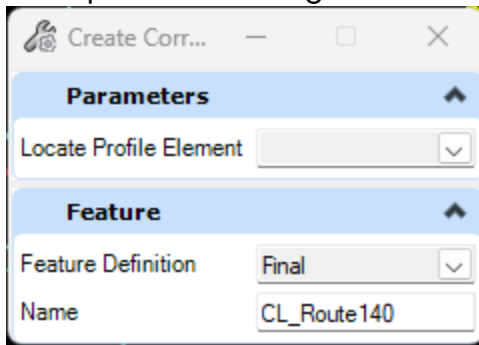 Create Corr...
Parameters
Locate Profile Element
Feature
Feature Definition Final
Name CL_Route140